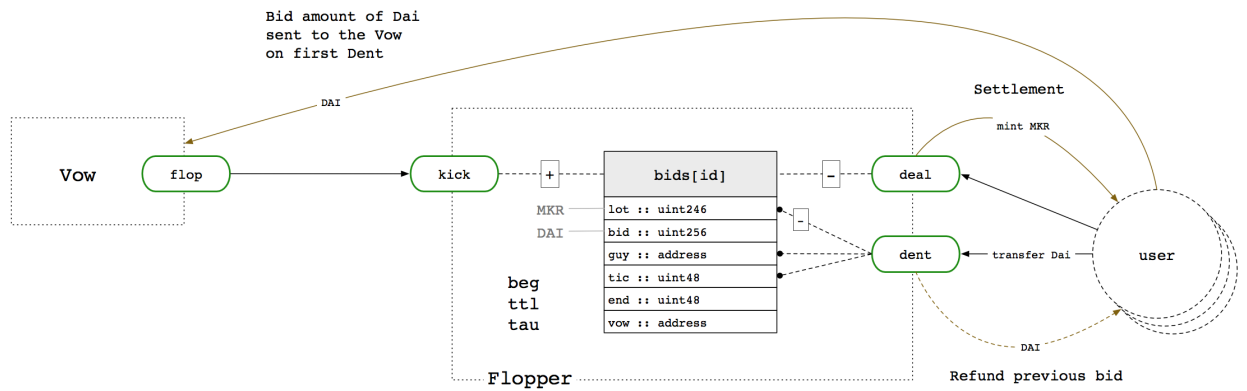 Bid amount of Dai
sent to the Vow
on first Dent
DAI
Settlement
mint MKR
Vow
flop
kick
+
bids[id]
-
deal
MKR
lot :: uint246
-
DAI
bid :: uint256
guy :: address
dent
transfer Dai
user
tic :: uint48
beg
end :: uint48
ttl
vow :: address
tau
DAI
Flopper
Refund previous bid